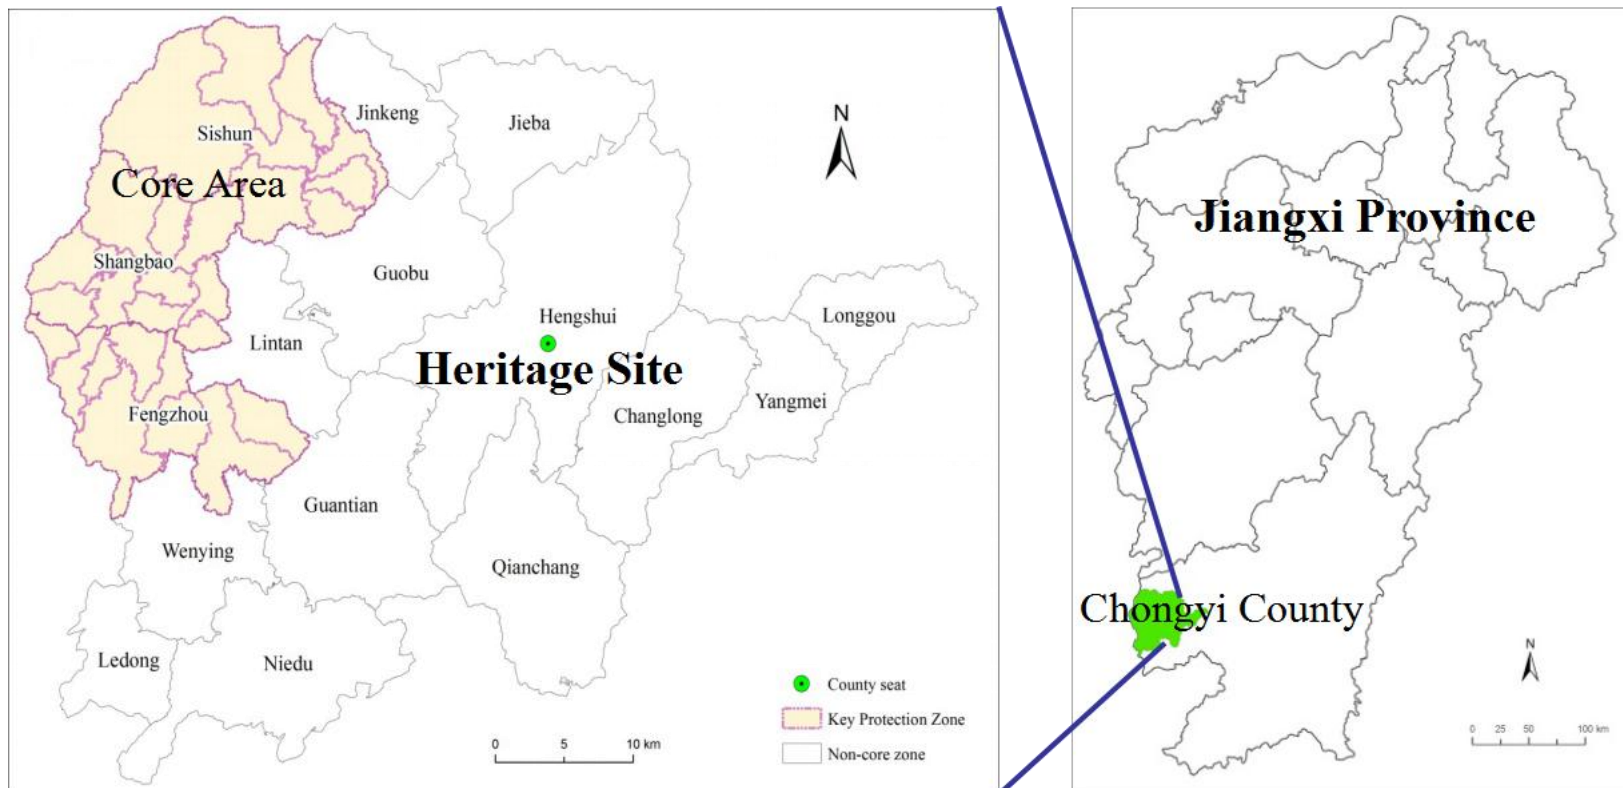 Jinkeng
Jieba
N
Sishun
Core Area
Shangbao
Guobu
Hengshui
Longgou
Lintan
Heritage Site
Fengzhou
Changlong
Yangmei
Guantian
Wenying
Qianchang
Ledong
Niedu
County seat
Key Protection Zone
Non-core zone
0 5 10 km
Jiangxi Province
Chongyi County
N
0 25 50 100 km